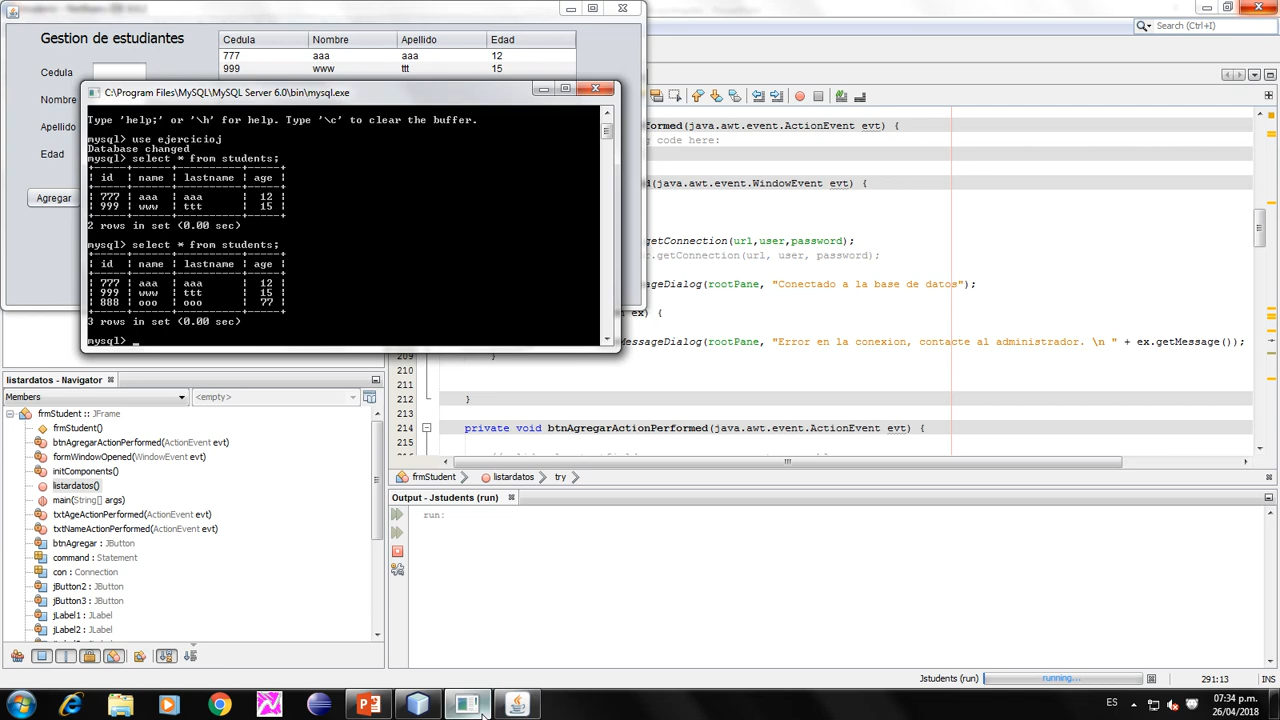 Gestion de estudiantes
Cedula Nombre Apellido Edad
777 aaa aaa 12
999 www ttt 15
Cedula
Nombre
Apellido
Edad
Agregar
C:\Program Files\MySQL\MySQL Server 6.0\bin\mysql.exe
Type 'help;' or '\h' for help. Type '\c' to clear the buffer.
mysql> use ejercicioj
Database changed
mysql> select * from students;
| id | name | lastname | age |
| 777 | aaa | aaa | 12 |
| 999 | www | ttt | 15 |
2 rows in set (0.00 sec)
mysql> select * from students;
| id | name | lastname | age |
| 777 | aaa | aaa | 12 |
| 999 | www | ttt | 15 |
| 888 | ooo | ooo | 77 |
3 rows in set (0.00 sec)
mysql> _
Search (Ctrl+I)
ormed(java.awt.event.ActionEvent evt) {
ng code here:
d(java.awt.event.WindowEvent evt) {
getConnection(url,user,password);
r.getConnection(url, user, password);
ssageDialog(rootPane, "Conectado a la base de datos");
n ex) {
MessageDialog(rootPane, "Error en la conexion, contacte al administrador. \n " + ex.getMessage());
209 }
210
211
212 }
213
214 private void btnAgregarActionPerformed(java.awt.event.ActionEvent evt) {
215
frmStudent listardatos try
listardatos - Navigator
Members <empty>
frmStudent :: JFrame
frmStudent()
btnAgregarActionPerformed(ActionEvent evt)
formWindowOpened(WindowEvent evt)
initComponents()
listardatos()
main(String[] args)
txtAgeActionPerformed(ActionEvent evt)
txtNameActionPerformed(ActionEvent evt)
btnAgregar : JButton
command : Statement
con : Connection
jButton2 : JButton
jButton3 : JButton
jLabel1 : JLabel
jLabel2 : JLabel
Output - Jstudents (run)
run:
Jstudents (run) running... 291:13 INS
ES 07:34 p.m.
26/04/2018